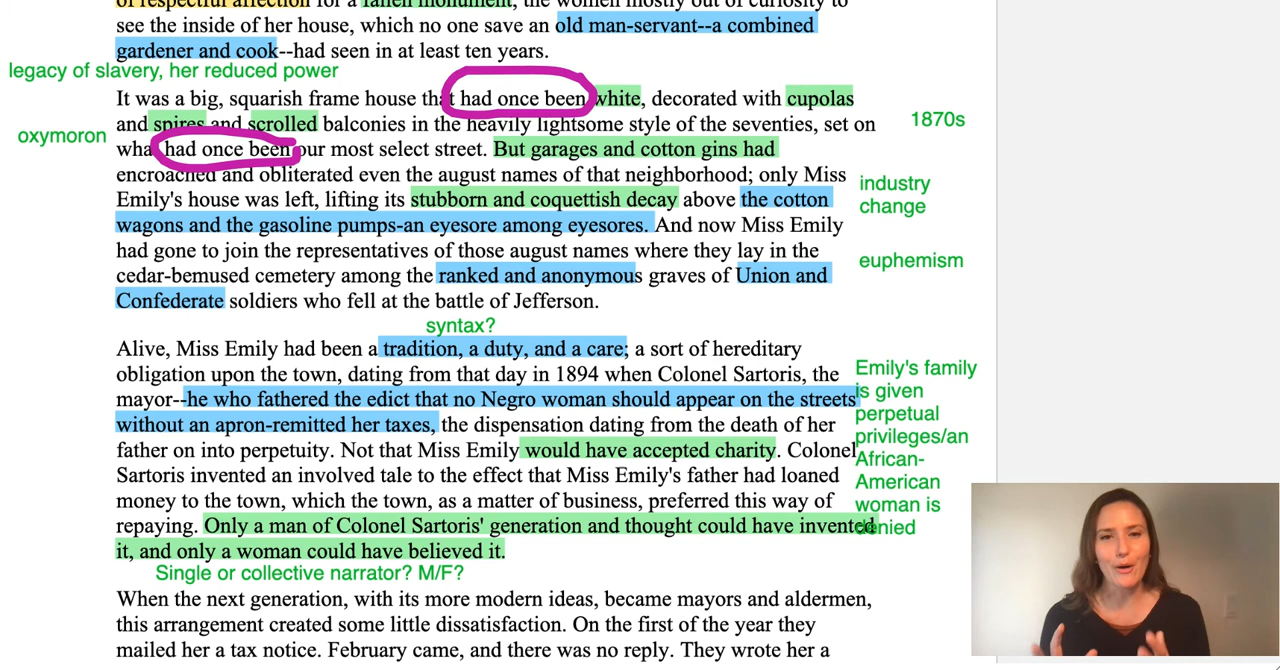 of respectful affection for a fallen monument, the women mostly out of curiosity to
see the inside of her house, which no one save an old man-servant--a combined
gardener and cook--had seen in at least ten years.
legacy of slavery, her reduced power
It was a big, squarish frame house that had once been white, decorated with cupolas
and spires and scrolled balconies in the heavily lightsome style of the seventies, set on
1870s
oxymoron
what had once been our most select street. But garages and cotton gins had
encroached and obliterated even the august names of that neighborhood; only Miss
industry
change
Emily's house was left, lifting its stubborn and coquettish decay above the cotton
wagons and the gasoline pumps-an eyesore among eyesores. And now Miss Emily
had gone to join the representatives of those august names where they lay in the
euphemism
cedar-bemused cemetery among the ranked and anonymous graves of Union and
Confederate soldiers who fell at the battle of Jefferson.
syntax?
Alive, Miss Emily had been a tradition, a duty, and a care; a sort of hereditary
obligation upon the town, dating from that day in 1894 when Colonel Sartoris, the
mayor--he who fathered the edict that no Negro woman should appear on the streets
without an apron-remitted her taxes, the dispensation dating from the death of her
father on into perpetuity. Not that Miss Emily would have accepted charity. Colonel
Sartoris invented an involved tale to the effect that Miss Emily's father had loaned
money to the town, which the town, as a matter of business, preferred this way of
repaying. Only a man of Colonel Sartoris' generation and thought could have invented
it, and only a woman could have believed it.
Emily's family
is given
perpetual
privileges/an
African-
American
woman is
denied
Single or collective narrator? M/F?
When the next generation, with its more modern ideas, became mayors and aldermen,
this arrangement created some little dissatisfaction. On the first of the year they
mailed her a tax notice. February came, and there was no reply. They wrote her a